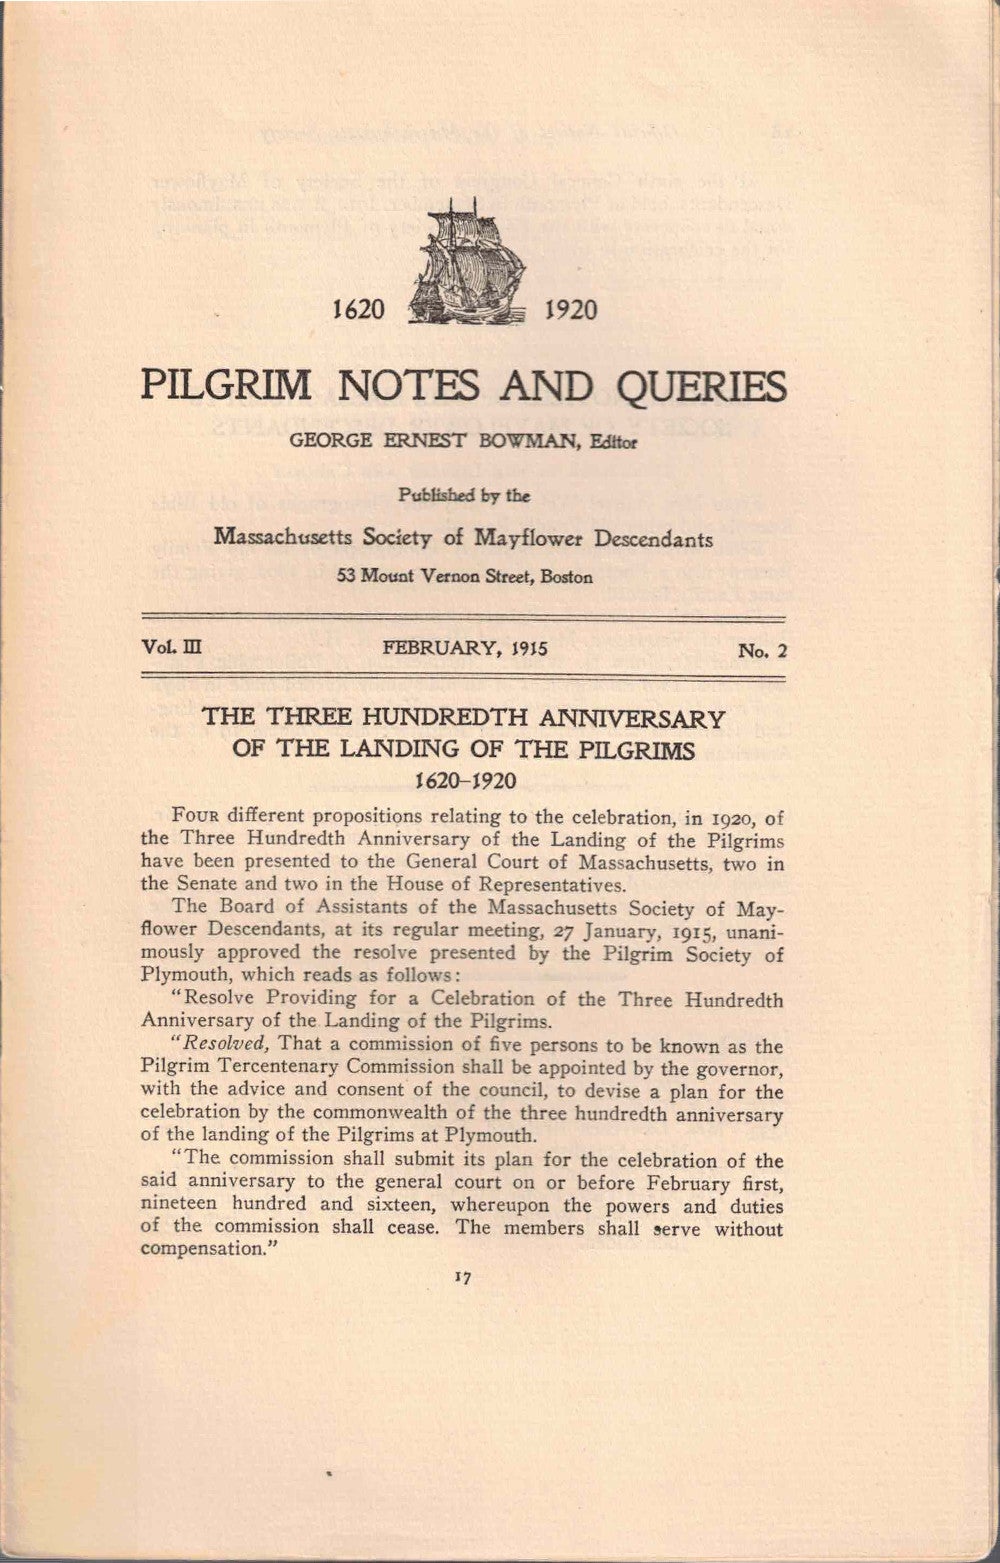 1620 1920
PILGRIM NOTES AND QUERIES
GEORGE ERNEST BOWMAN, Editor
Published by the
Massachusetts Society of Mayflower Descendants
53 Mount Vernon Street, Boston
Vol. III FEBRUARY, 1915 No. 2
THE THREE HUNDREDTH ANNIVERSARY
OF THE LANDING OF THE PILGRIMS
1620–1920
FOUR different propositions relating to the celebration, in 1920, of
the Three Hundredth Anniversary of the Landing of the Pilgrims
have been presented to the General Court of Massachusetts, two in
the Senate and two in the House of Representatives.
The Board of Assistants of the Massachusetts Society of May-
flower Descendants, at its regular meeting, 27 January, 1915, unani-
mously approved the resolve presented by the Pilgrim Society of
Plymouth, which reads as follows:
"Resolve Providing for a Celebration of the Three Hundredth
Anniversary of the Landing of the Pilgrims.
"Resolved, That a commission of five persons to be known as the
Pilgrim Tercentenary Commission shall be appointed by the governor,
with the advice and consent of the council, to devise a plan for the
celebration by the commonwealth of the three hundredth anniversary
of the landing of the Pilgrims at Plymouth.
"The commission shall submit its plan for the celebration of the
said anniversary to the general court on or before February first,
nineteen hundred and sixteen, whereupon the powers and duties
of the commission shall cease. The members shall serve without
compensation."
17